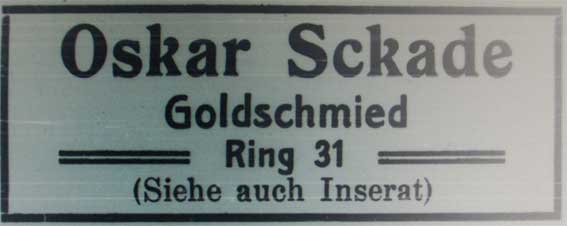 Oskar Sckade
Goldschmied
Ring 31
(Siehe auch Inserat)